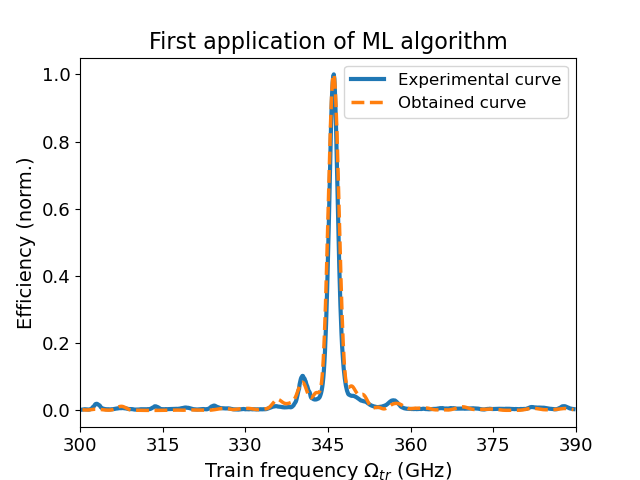 First application of ML algorithm
Experimental curve
Obtained curve
Efficiency (norm.)
1.0
0.8
0.6
0.4
0.2
0.0
300 315 330 345 360 375 390
Train frequency Ω_tr (GHz)